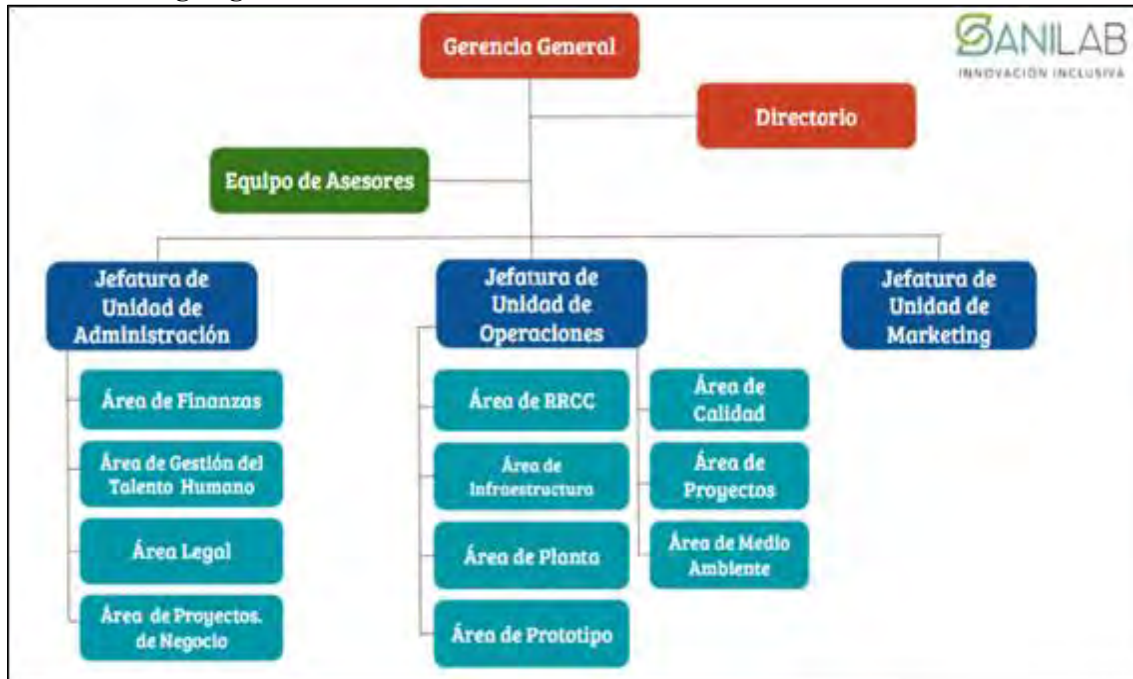 Gerencia General
SANILAB
INNOVACIÓN INCLUSIVA
Directorio
Equipo de Asesores
Jefatura de
Unidad de
Administración
Jefatura de
Unidad de
Operaciones
Jefatura de
Unidad de
Marketing
Área de Finanzas
Área de Gestión del
Talento Humano
Área Legal
Área de Proyectos.
de Negocio
Área de RRCC
Área de
Infraestructura
Área de Planta
Área de Prototipo
Área de
Calidad
Área de
Proyectos
Área de Medio
Ambiente